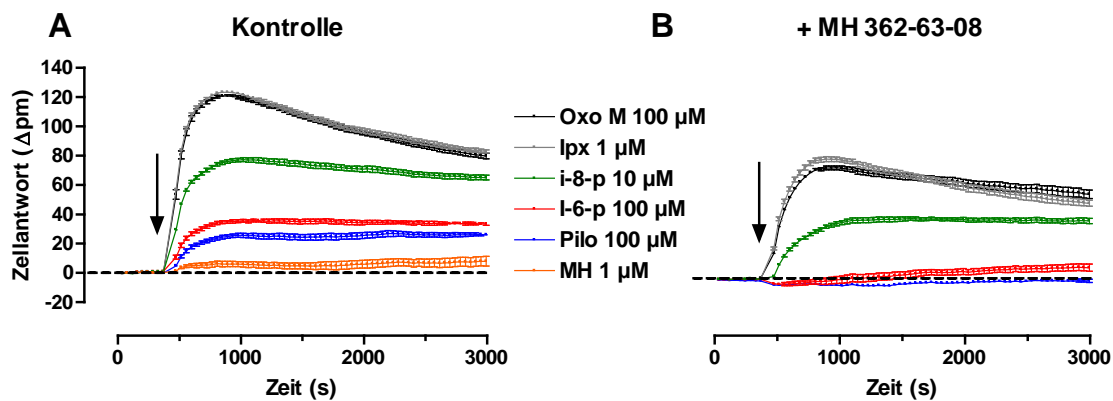 A
Kontrolle
B
+ MH 362-63-08
Zellantwort (Δpm)
140
120
100
80
60
40
20
0
-20
Oxo M 100 µM
Ipx 1 µM
i-8-p 10 µM
I-6-p 100 µM
Pilo 100 µM
MH 1 µM
0
1000
2000
3000
Zeit (s)
0
1000
2000
3000
Zeit (s)